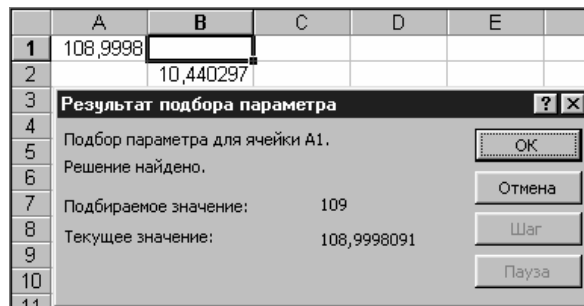 A B C D E
1 108,9998
2 10,440297
3 Результат подбора параметра ? ×
4
Подбор параметра для ячейки A1.
OK
5
Решение найдено.
6
Отмена
7 Подбираемое значение: 109
8 Текущее значение: 108,9998091
Шаг
9
10 Пауза
11